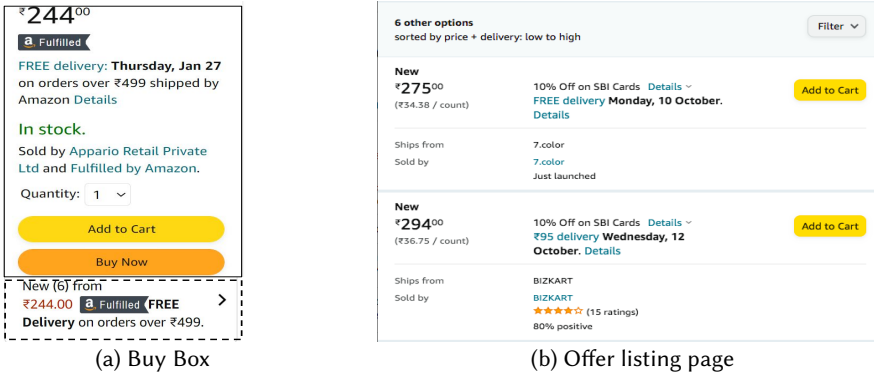 ₹244⁰⁰
a Fulfilled
FREE delivery: Thursday, Jan 27
on orders over ₹499 shipped by
Amazon Details
In stock.
Sold by Appario Retail Private
Ltd and Fulfilled by Amazon.
Quantity: 1
Add to Cart
Buy Now
New (6) from
₹244.00 a Fulfilled FREE
Delivery on orders over ₹499.
(a) Buy Box
6 other options
sorted by price + delivery: low to high
Filter
New
₹275⁰⁰
(₹34.38 / count)
10% Off on SBI Cards Details
FREE delivery Monday, 10 October.
Details
Add to Cart
Ships from 7.color
Sold by 7.color
Just launched
New
₹294⁰⁰
(₹36.75 / count)
10% Off on SBI Cards Details
₹95 delivery Wednesday, 12
October. Details
Add to Cart
Ships from BIZKART
Sold by BIZKART
(15 ratings)
80% positive
(b) Offer listing page